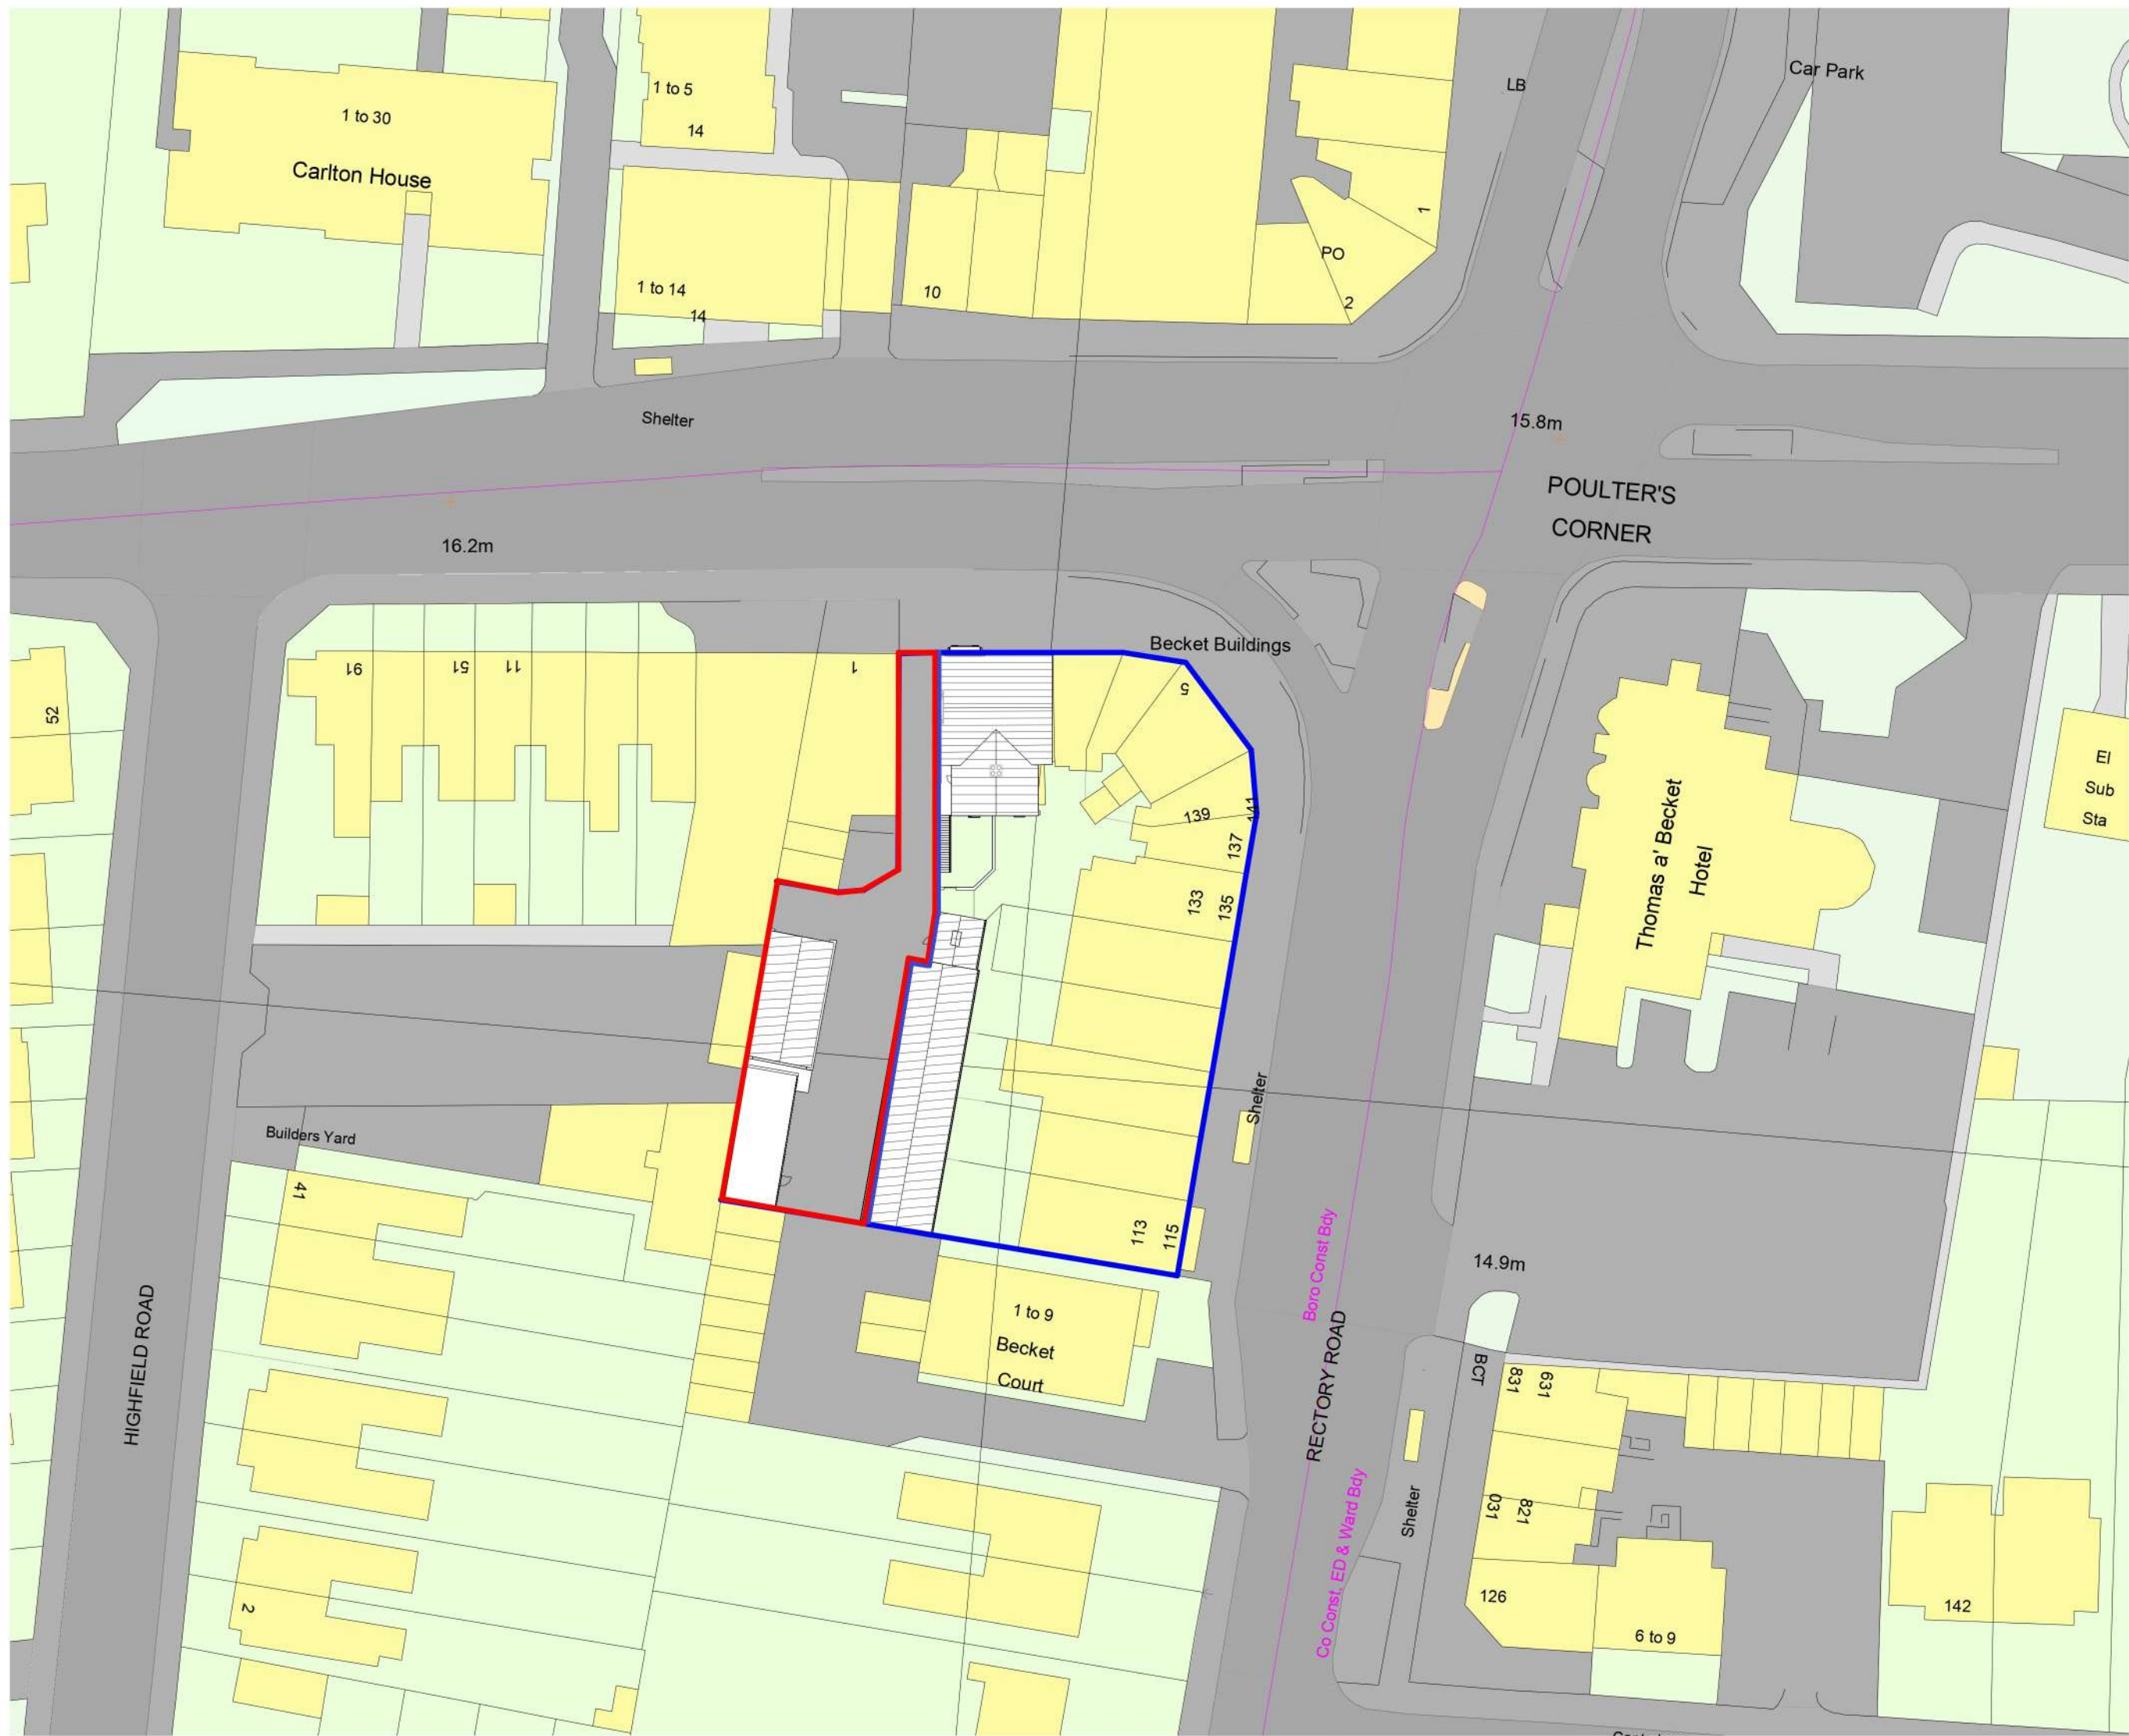 1 to 30
Carlton House
1 to 5
14
1 to 14
14
10
LB
Car Park
1
PO
2
Shelter
15.8m
POULTER'S
CORNER
16.2m
Becket Buildings
91
51
11
1
5
52
139
141
137
133
135
Thomas a' Becket
Hotel
El
Sub
Sta
Shelter
Builders Yard
41
113
115
Boro Const Bdy
14.9m
1 to 9
Becket
Court
HIGHFIELD ROAD
RECTORY ROAD
BCT
831
631
Co Const, ED & Ward Bdy
Shelter
031
821
126
6 to 9
142
2